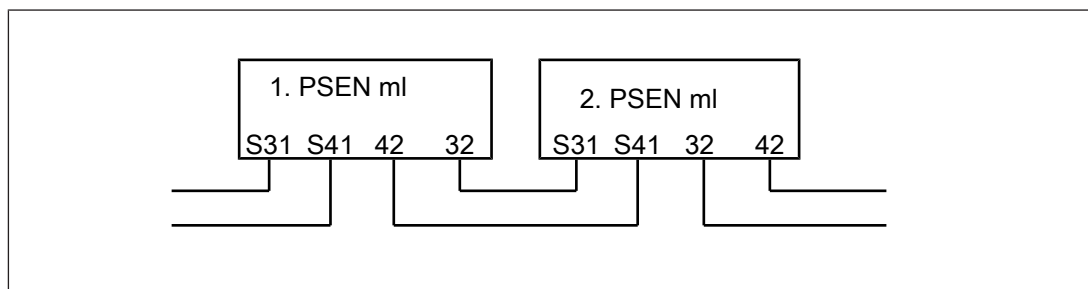 1. PSEN ml
S31 S41 42 32
2. PSEN ml
S31 S41 32 42